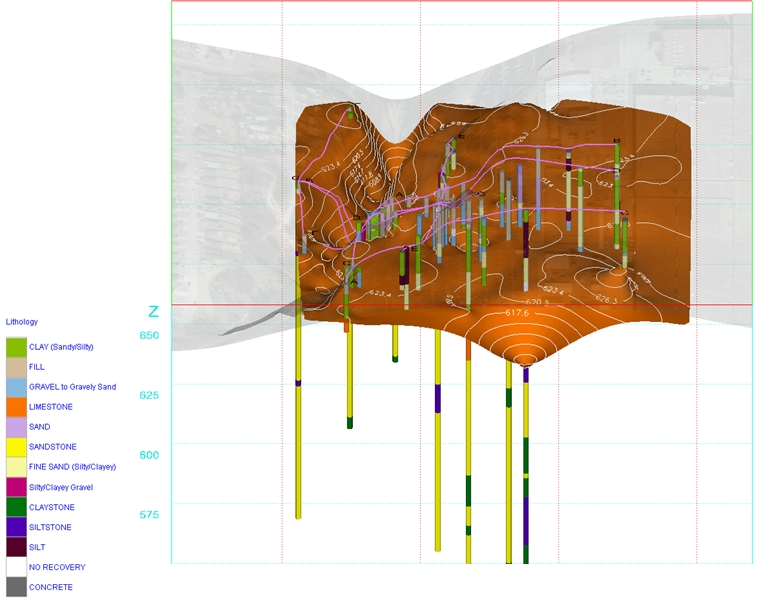 Z
650
625
600
575
Lithology
CLAY (Sandy/Silty)
FILL
GRAVEL to Gravely Sand
LIMESTONE
SAND
SANDSTONE
FINE SAND (Silty/Clayey)
Silty/Clayey Gravel
CLAYSTONE
SILTSTONE
SILT
NO RECOVERY
CONCRETE
623.4
623.4
620.5
623.4
626.3
617.6